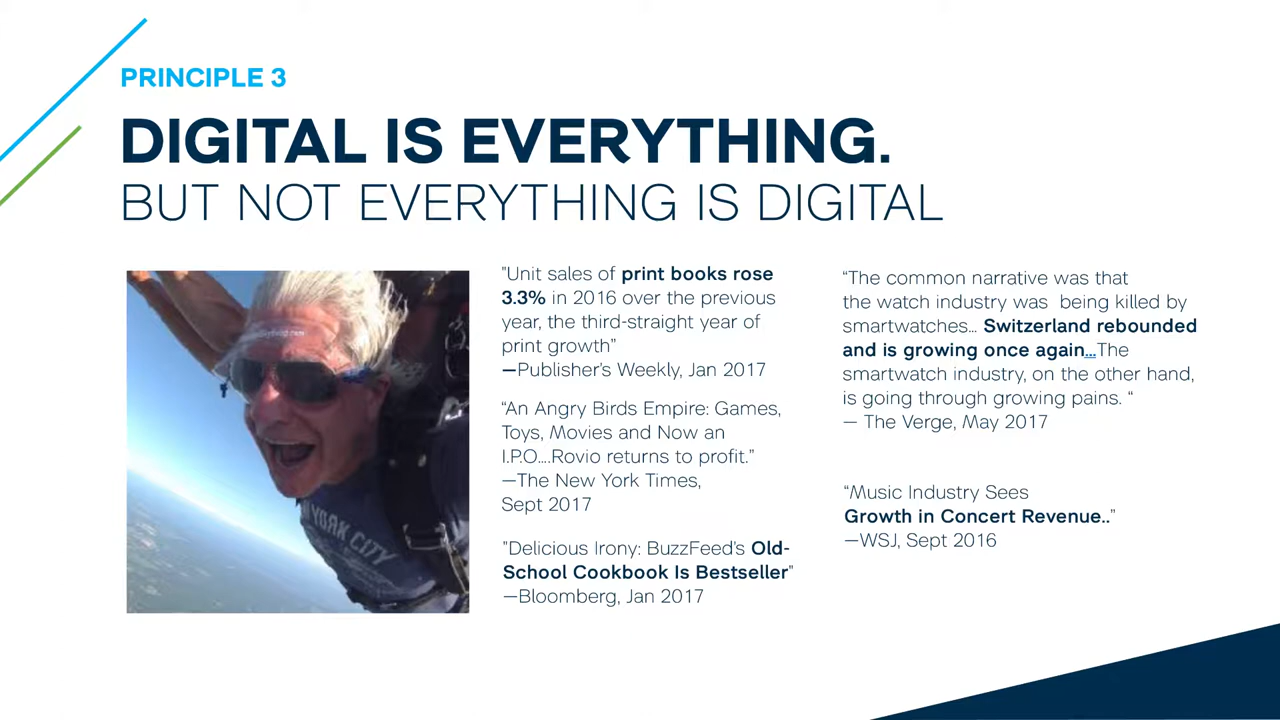 PRINCIPLE 3
DIGITAL IS EVERYTHING.
BUT NOT EVERYTHING IS DIGITAL
"Unit sales of print books rose
3.3% in 2016 over the previous
year, the third-straight year of
print growth”
—Publisher’s Weekly, Jan 2017
“An Angry Birds Empire: Games,
Toys, Movies and Now an
I.P.O....Rovio returns to profit.”
—The New York Times,
Sept 2017
"Delicious Irony: BuzzFeed’s Old-
School Cookbook Is Bestseller"
—Bloomberg, Jan 2017
“The common narrative was that
the watch industry was  being killed by
smartwatches... Switzerland rebounded
and is growing once again...The
smartwatch industry, on the other hand,
is going through growing pains. “
— The Verge, May 2017
“Music Industry Sees
Growth in Concert Revenue..”
—WSJ, Sept 2016
YORK CITY